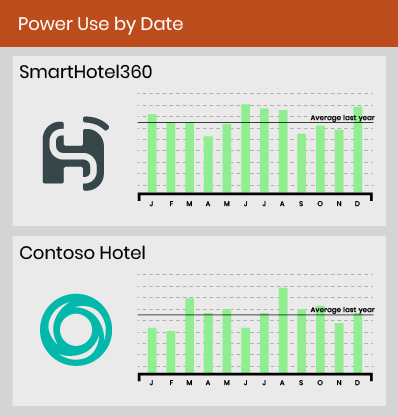 Power Use by Date
SmartHotel360
Average last year
J F M A M J J A S O N D
Contoso Hotel
Average last year
J F M A M J J A S O N D